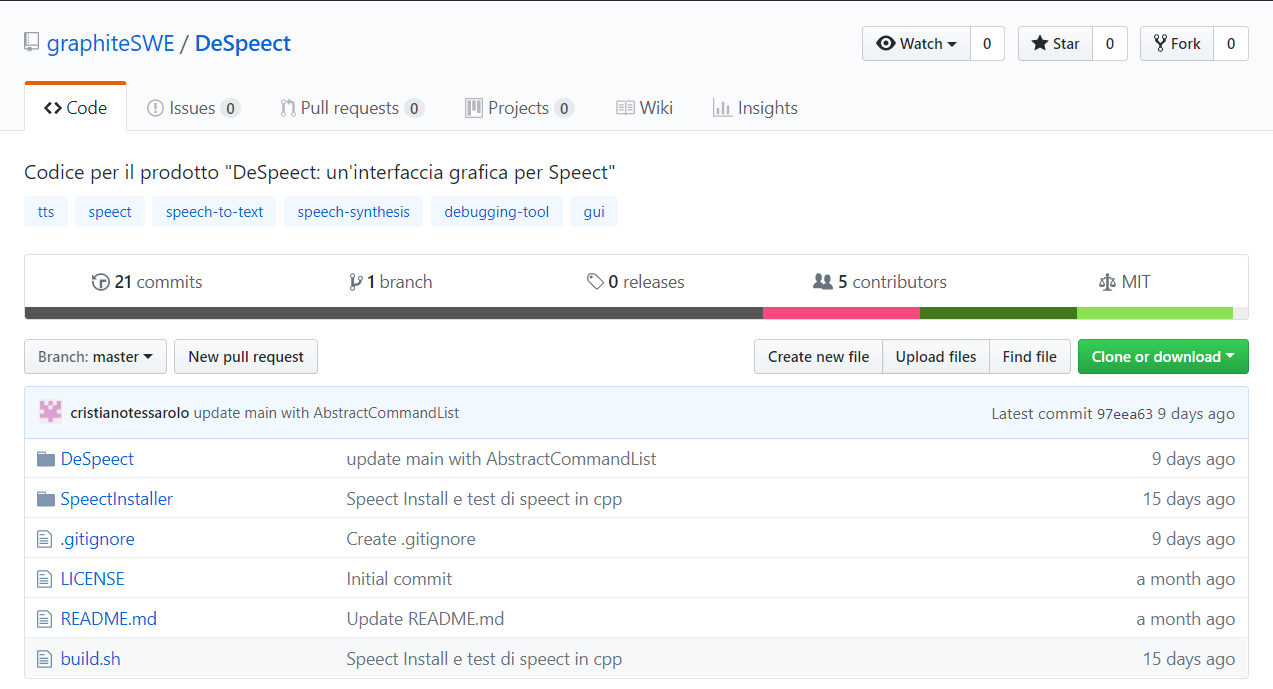 graphiteSWE / DeSpeect Watch 0 Star 0 Fork 0
Code Issues 0 Pull requests 0 Projects 0 Wiki Insights
Codice per il prodotto "DeSpeect: un'interfaccia grafica per Speect"
tts speect speech-to-text speech-synthesis debugging-tool gui
21 commits 1 branch 0 releases 5 contributors MIT
Branch: master New pull request Create new file Upload files Find file Clone or download
cristianotessarolo update main with AbstractCommandList Latest commit 97eea63 9 days ago
DeSpeect update main with AbstractCommandList 9 days ago
SpeectInstaller Speect Install e test di speect in cpp 15 days ago
.gitignore Create .gitignore 9 days ago
LICENSE Initial commit a month ago
README.md Update README.md a month ago
build.sh Speect Install e test di speect in cpp 15 days ago